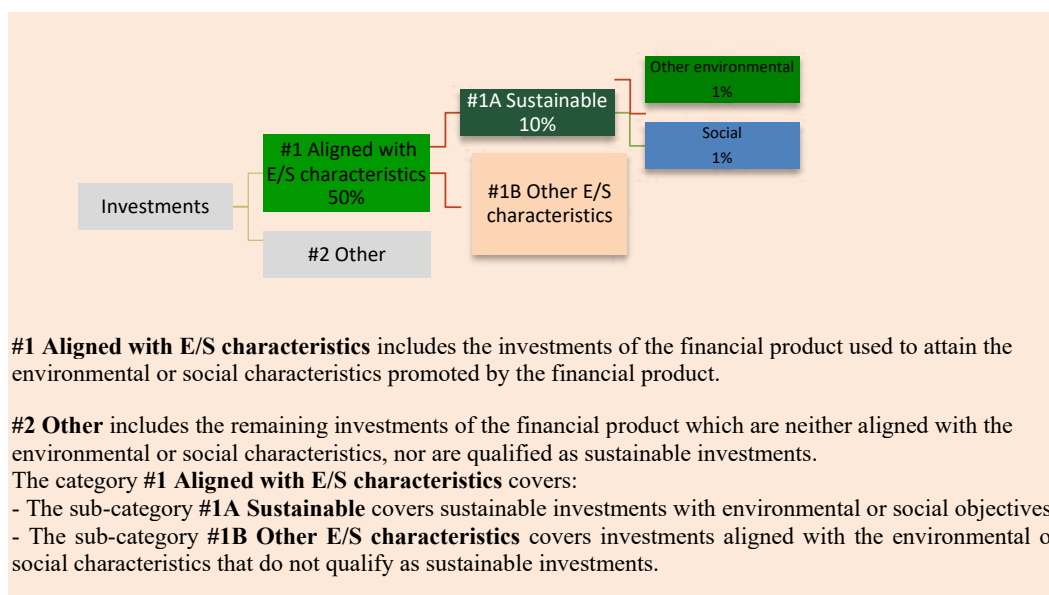 Other environmental
1%
#1A Sustainable
10%
Social
1%
#1 Aligned with
E/S characteristics
50%
#1B Other E/S
characteristics
Investments
#2 Other
#1 Aligned with E/S characteristics includes the investments of the financial product used to attain the
environmental or social characteristics promoted by the financial product.
#2 Other includes the remaining investments of the financial product which are neither aligned with the
environmental or social characteristics, nor are qualified as sustainable investments.
The category #1 Aligned with E/S characteristics covers:
- The sub-category #1A Sustainable covers sustainable investments with environmental or social objectives
- The sub-category #1B Other E/S characteristics covers investments aligned with the environmental o
social characteristics that do not qualify as sustainable investments.